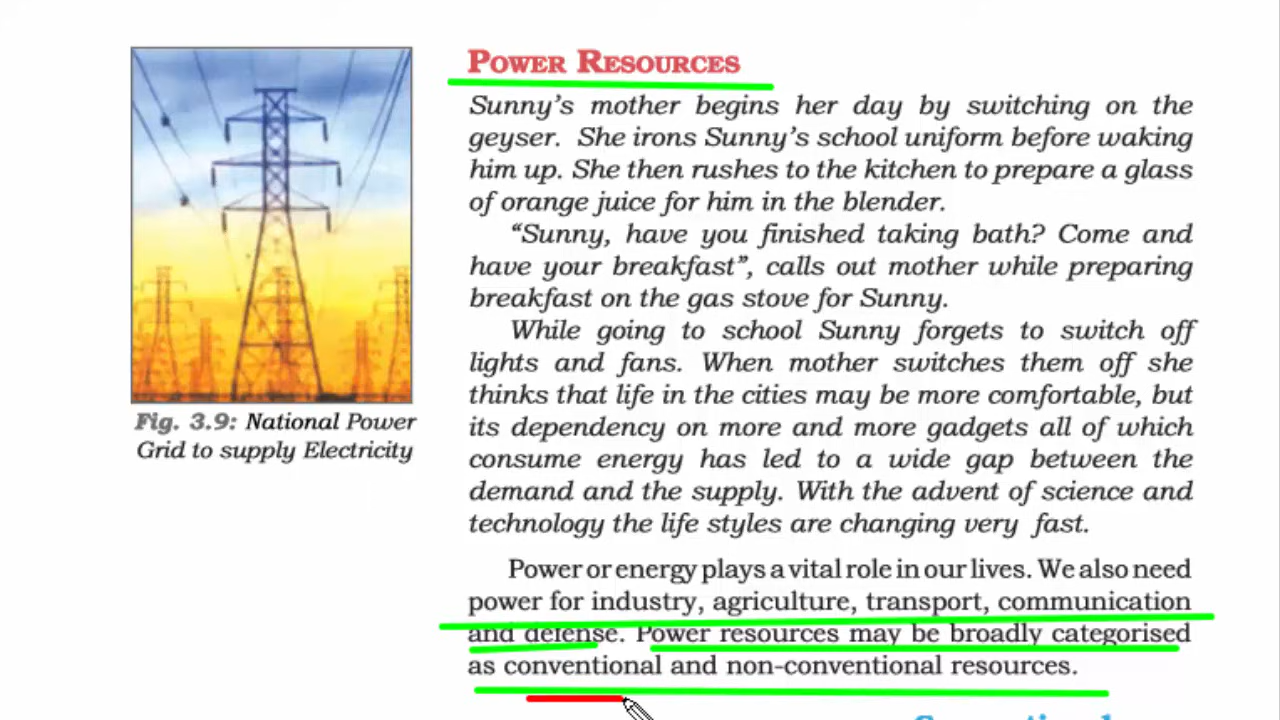 POWER RESOURCES
Sunny's mother begins her day by switching on the
geyser. She irons Sunny's school uniform before waking
him up. She then rushes to the kitchen to prepare a glass
of orange juice for him in the blender.
"Sunny, have you finished taking bath? Come and
have your breakfast", calls out mother while preparing
breakfast on the gas stove for Sunny.
While going to school Sunny forgets to switch off
lights and fans. When mother switches them off she
thinks that life in the cities may be more comfortable, but
its dependency on more and more gadgets all of which
consume energy has led to a wide gap between the
demand and the supply. With the advent of science and
technology the life styles are changing very fast.
Power or energy plays a vital role in our lives. We also need
power for industry, agriculture, transport, communication
and defense. Power resources may be broadly categorised
as conventional and non-conventional resources.
Fig. 3.9: National Power
Grid to supply Electricity